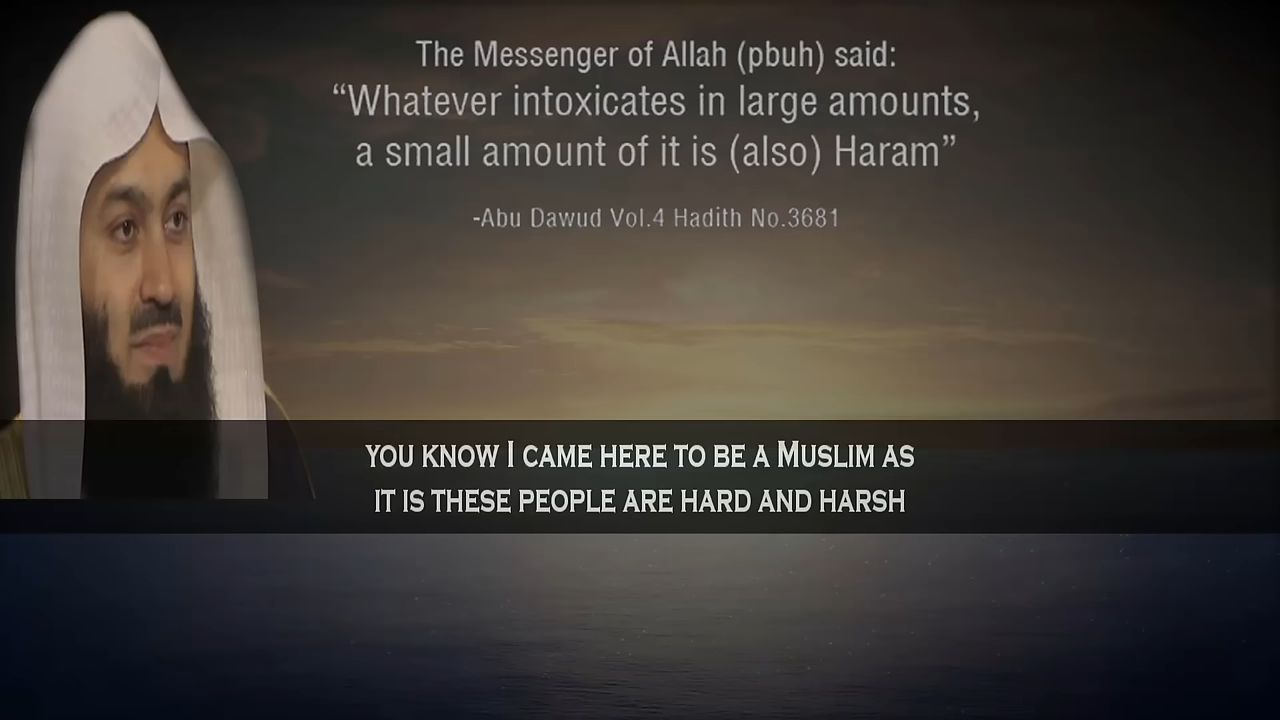 The Messenger of Allah (pbuh) said:
“Whatever intoxicates in large amounts,
a small amount of it is (also) Haram”
-Abu Dawud Vol.4 Hadith No.3681
YOU KNOW I CAME HERE TO BE A MUSLIM AS
IT IS THESE PEOPLE ARE HARD AND HARSH